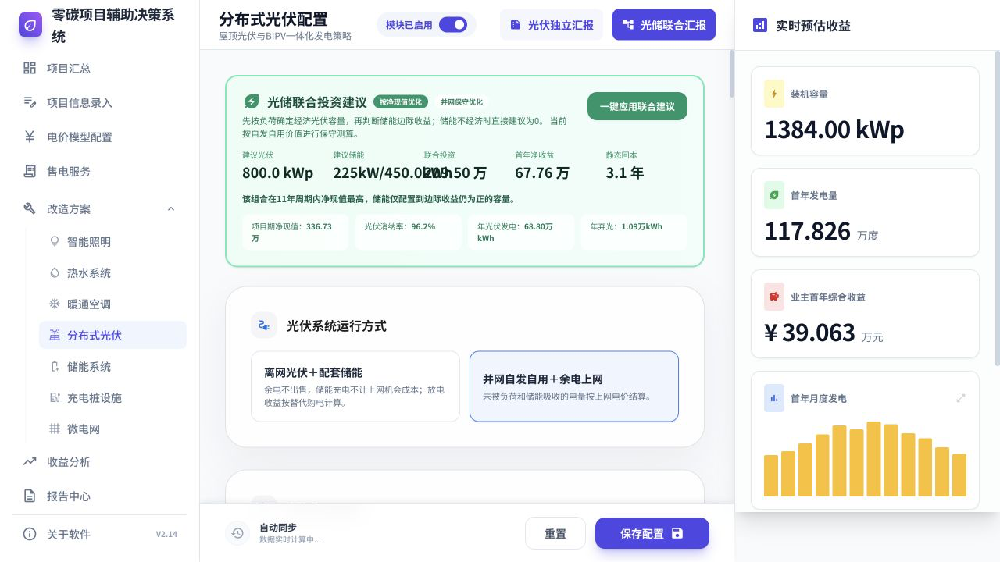 零碳项目辅助决策系
统
项目汇总
项目信息录入
电价模型配置
售电服务
改造方案
智能照明
热水系统
暖通空调
分布式光伏
储能系统
充电桩设施
微电网
收益分析
报告中心
关于软件
V2.14
分布式光伏配置
屋顶光伏与BIPV一体化发电策略
模块已启用
光伏独立汇报
光储联合汇报
光储联合投资建议
按净现值优化
并网保守优化
先按负荷确定经济光伏容量，再判断储能边际收益；储能不经济时直接建议为0。 当前
按自发自用价值进行保守测算。
一键应用联合建议
建议光伏
800.0 kWp
建议储能
225kW/450.0kWh
联合投资
209.50 万
首年净收益
67.76 万
静态回本
3.1 年
该组合在11年周期内净现值最高，储能仅配置到边际收益仍为正的容量。
项目期净现值：336.73
万
光伏消纳率：96.2%
年光伏发电：68.80万
kWh
年弃光：1.09万kWh
光伏系统运行方式
离网光伏＋配套储能
余电不出售，储能充电不计上网机会成本；放电
收益按替代购电计算。
并网自发自用＋余电上网
未被负荷和储能吸收的电量按上网电价结算。
自动同步
数据实时计算中...
重置
保存配置
实时预估收益
装机容量
1384.00 kWp
首年发电量
117.826 万度
业主首年综合收益
¥ 39.063 万元
首年月度发电